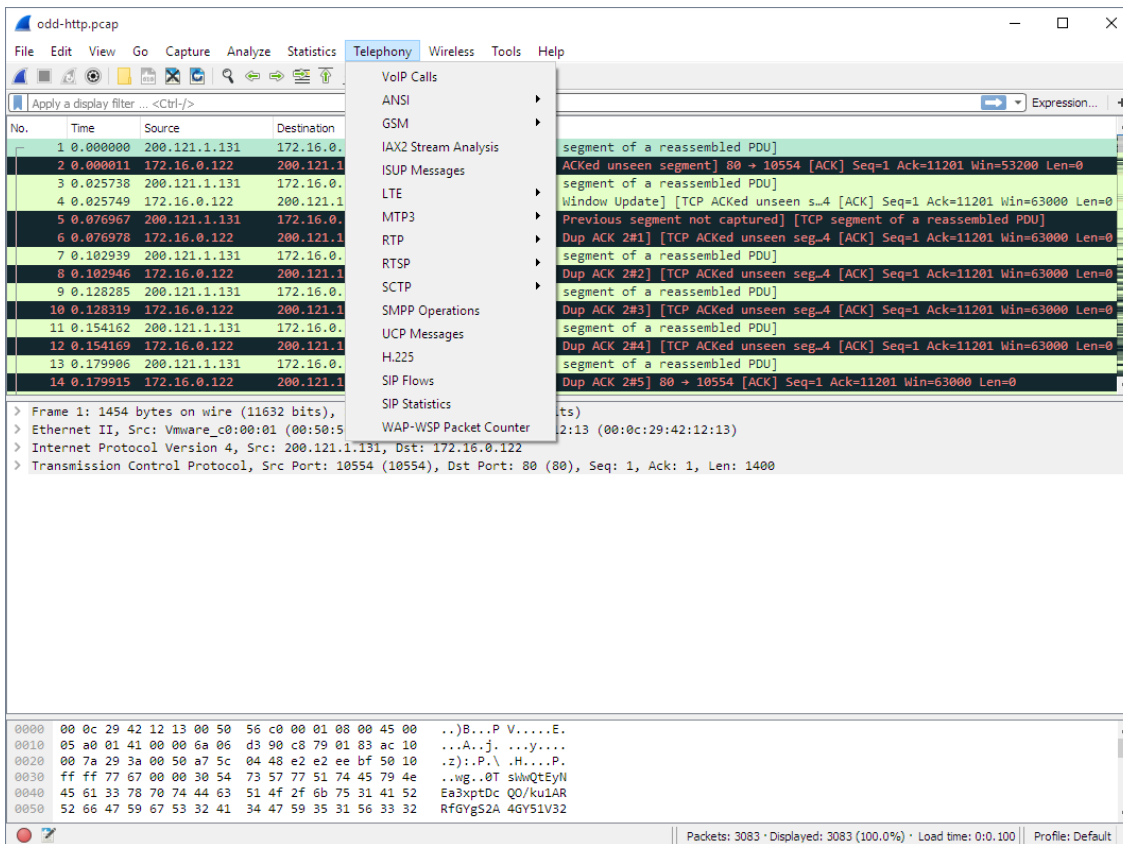 odd-http.pcap
File Edit View Go Capture Analyze Statistics Telephony Wireless Tools Help
Apply a display filter ... <Ctrl-/> Expression... +
No. Time Source Destination
1 0.000000 200.121.1.131 172.16.0. segment of a reassembled PDU]
2 0.000011 172.16.0.122 200.121.1 ACKed unseen segment] 80 → 10554 [ACK] Seq=1 Ack=11201 Win=53200 Len=0
3 0.025738 200.121.1.131 172.16.0. segment of a reassembled PDU]
4 0.025749 172.16.0.122 200.121.1 Window Update] [TCP ACKed unseen s…4 [ACK] Seq=1 Ack=11201 Win=63000 Len=0
5 0.076967 200.121.1.131 172.16.0. Previous segment not captured] [TCP segment of a reassembled PDU]
6 0.076978 172.16.0.122 200.121.1 Dup ACK 2#1] [TCP ACKed unseen seg…4 [ACK] Seq=1 Ack=11201 Win=63000 Len=0
7 0.102939 200.121.1.131 172.16.0. segment of a reassembled PDU]
8 0.102946 172.16.0.122 200.121.1 Dup ACK 2#2] [TCP ACKed unseen seg…4 [ACK] Seq=1 Ack=11201 Win=63000 Len=0
9 0.128285 200.121.1.131 172.16.0. segment of a reassembled PDU]
10 0.128319 172.16.0.122 200.121.1 Dup ACK 2#3] [TCP ACKed unseen seg…4 [ACK] Seq=1 Ack=11201 Win=63000 Len=0
11 0.154162 200.121.1.131 172.16.0. segment of a reassembled PDU]
12 0.154169 172.16.0.122 200.121.1 Dup ACK 2#4] [TCP ACKed unseen seg…4 [ACK] Seq=1 Ack=11201 Win=63000 Len=0
13 0.179906 200.121.1.131 172.16.0. segment of a reassembled PDU]
14 0.179915 172.16.0.122 200.121.1 Dup ACK 2#5] 80 → 10554 [ACK] Seq=1 Ack=11201 Win=63000 Len=0
VoIP Calls
ANSI
GSM
IAX2 Stream Analysis
ISUP Messages
LTE
MTP3
RTP
RTSP
SCTP
SMPP Operations
UCP Messages
H.225
SIP Flows
SIP Statistics
WAP-WSP Packet Counter
> Frame 1: 1454 bytes on wire (11632 bits), its)
> Ethernet II, Src: Vmware_c0:00:01 (00:50:5 12:13 (00:0c:29:42:12:13)
> Internet Protocol Version 4, Src: 200.121.1.131, Dst: 172.16.0.122
> Transmission Control Protocol, Src Port: 10554 (10554), Dst Port: 80 (80), Seq: 1, Ack: 1, Len: 1400
0000 00 0c 29 42 12 13 00 50 56 c0 00 01 08 00 45 00 ..)B...P V.....E.
0010 05 a0 01 41 00 00 6a 06 d3 90 c8 79 01 83 ac 10 ...A..j. ...y....
0020 00 7a 29 3a 00 50 a7 5c 04 48 e2 e2 ee bf 50 10 .z):.P.\ .H....P.
0030 ff ff 77 67 00 00 30 54 73 57 77 51 74 45 79 4e ..wg..0T sWwQtEyN
0040 45 61 33 78 70 74 44 63 51 4f 2f 6b 75 31 41 52 Ea3xptDc QO/ku1AR
0050 52 66 47 59 67 53 32 41 34 47 59 35 31 56 33 32 RfGYgS2A 4GY51V32
Packets: 3083 · Displayed: 3083 (100.0%) · Load time: 0:0.100 Profile: Default